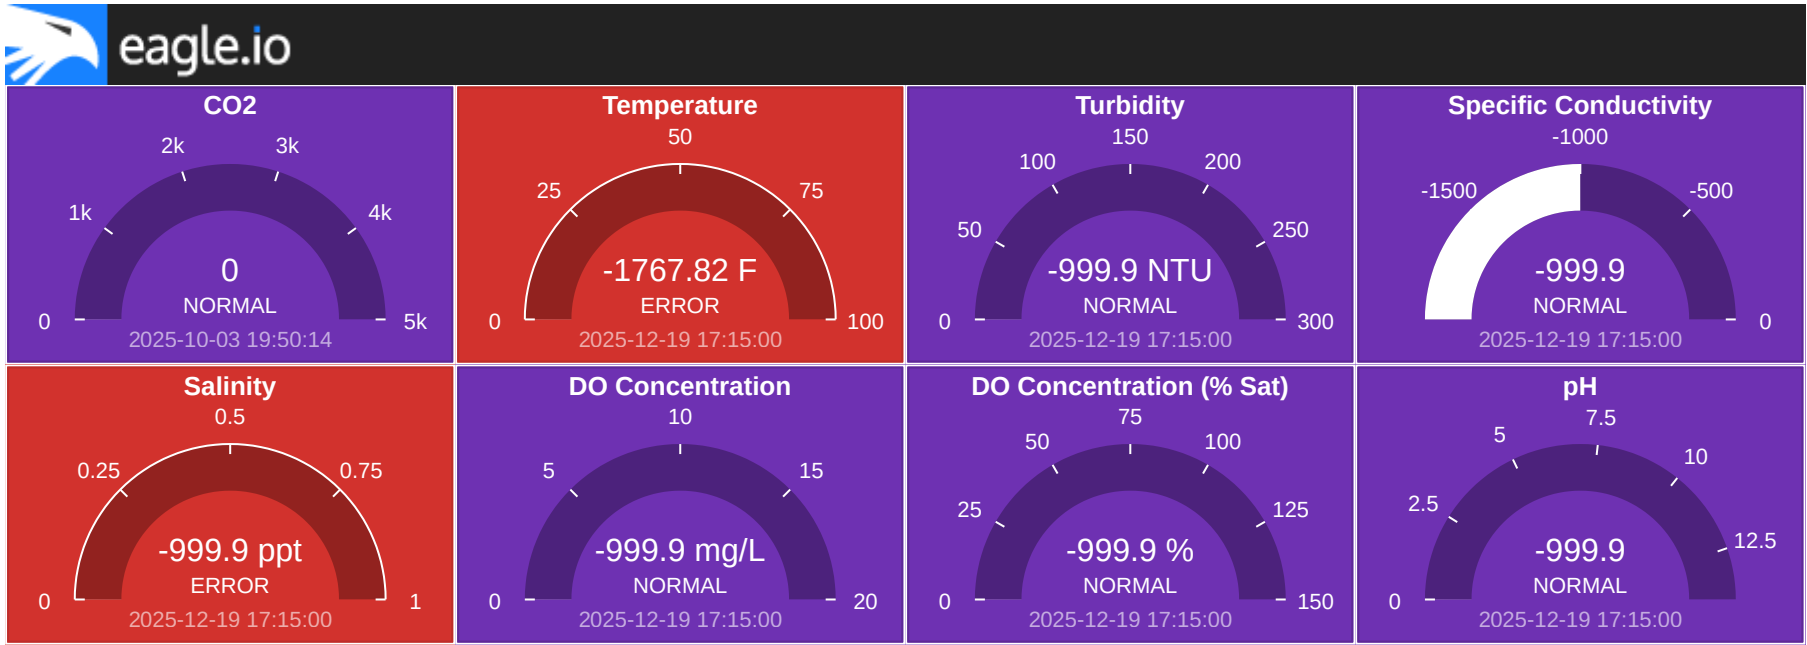 eagle.io
CO2
2k 3k
1k 4k
0
NORMAL
0 5k
2025-10-03 19:50:14
Temperature
50
25 75
-1767.82 F
ERROR
0 100
2025-12-19 17:15:00
Turbidity
150
100 200
50 250
-999.9 NTU
NORMAL
0 300
2025-12-19 17:15:00
Specific Conductivity
-1000
-1500 -500
-999.9
NORMAL
0
2025-12-19 17:15:00
Salinity
0.5
0.25 0.75
-999.9 ppt
ERROR
0 1
2025-12-19 17:15:00
DO Concentration
10
5 15
-999.9 mg/L
NORMAL
0 20
2025-12-19 17:15:00
DO Concentration (% Sat)
75
50 100
25 125
-999.9 %
NORMAL
0 150
2025-12-19 17:15:00
pH
7.5
5 10
2.5 12.5
-999.9
NORMAL
0
2025-12-19 17:15:00